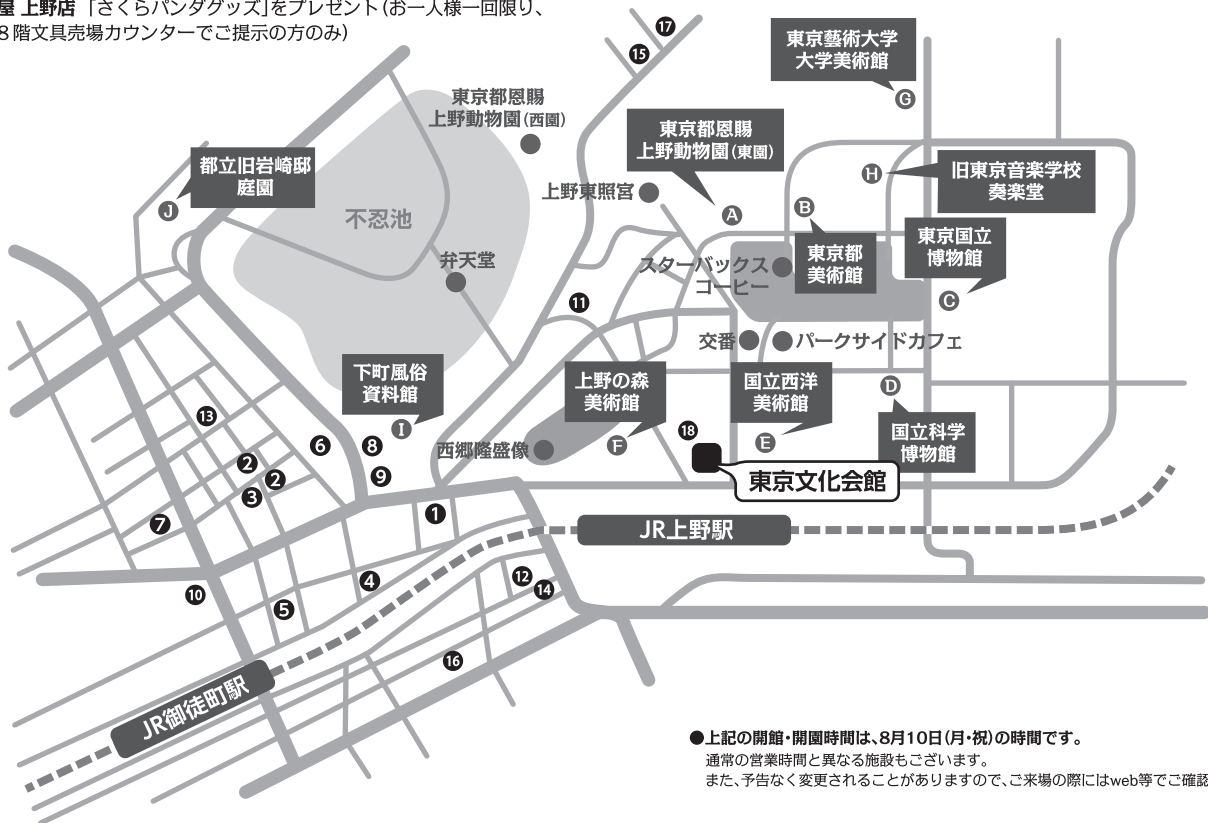 屋 上野店 「さくらパンダグッズ」をプレゼント(お一人様一回限り、
8階文具売場カウンターでご提示の方のみ)
⓱
⓯
東京藝術大学
大学美術館
G
東京都恩賜
上野動物園(西園)
東京都恩賜
上野動物園(東園)
都立旧岩崎邸
庭園
J
H
旧東京音楽学校
奏楽堂
上野東照宮
A
B
不忍池
東京都
美術館
東京国立
博物館
C
弁天堂
スターバックス
コーヒー
⓫
交番
パークサイドカフェ
下町風俗
資料館
I
上野の森
美術館
F
国立西洋
美術館
E
D
国立科学
博物館
⓭
❻
❽
❾
西郷隆盛像
⓲
東京文化会館
❷
❷
❸
❼
❶
JR上野駅
❿
❹
❺
⓬
⓮
⓰
JR御徒町駅
●上記の開館・開園時間は、8月10日(月・祝)の時間です。
通常の営業時間と異なる施設もございます。
また、予告なく変更されることがありますので、ご来場の際にはweb等でご確認